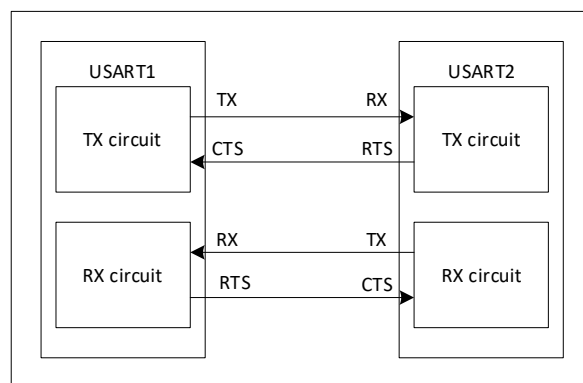 USART1 USART2
TX RX
TX circuit TX circuit
CTS RTS
RX TX
RX circuit RX circuit
RTS CTS